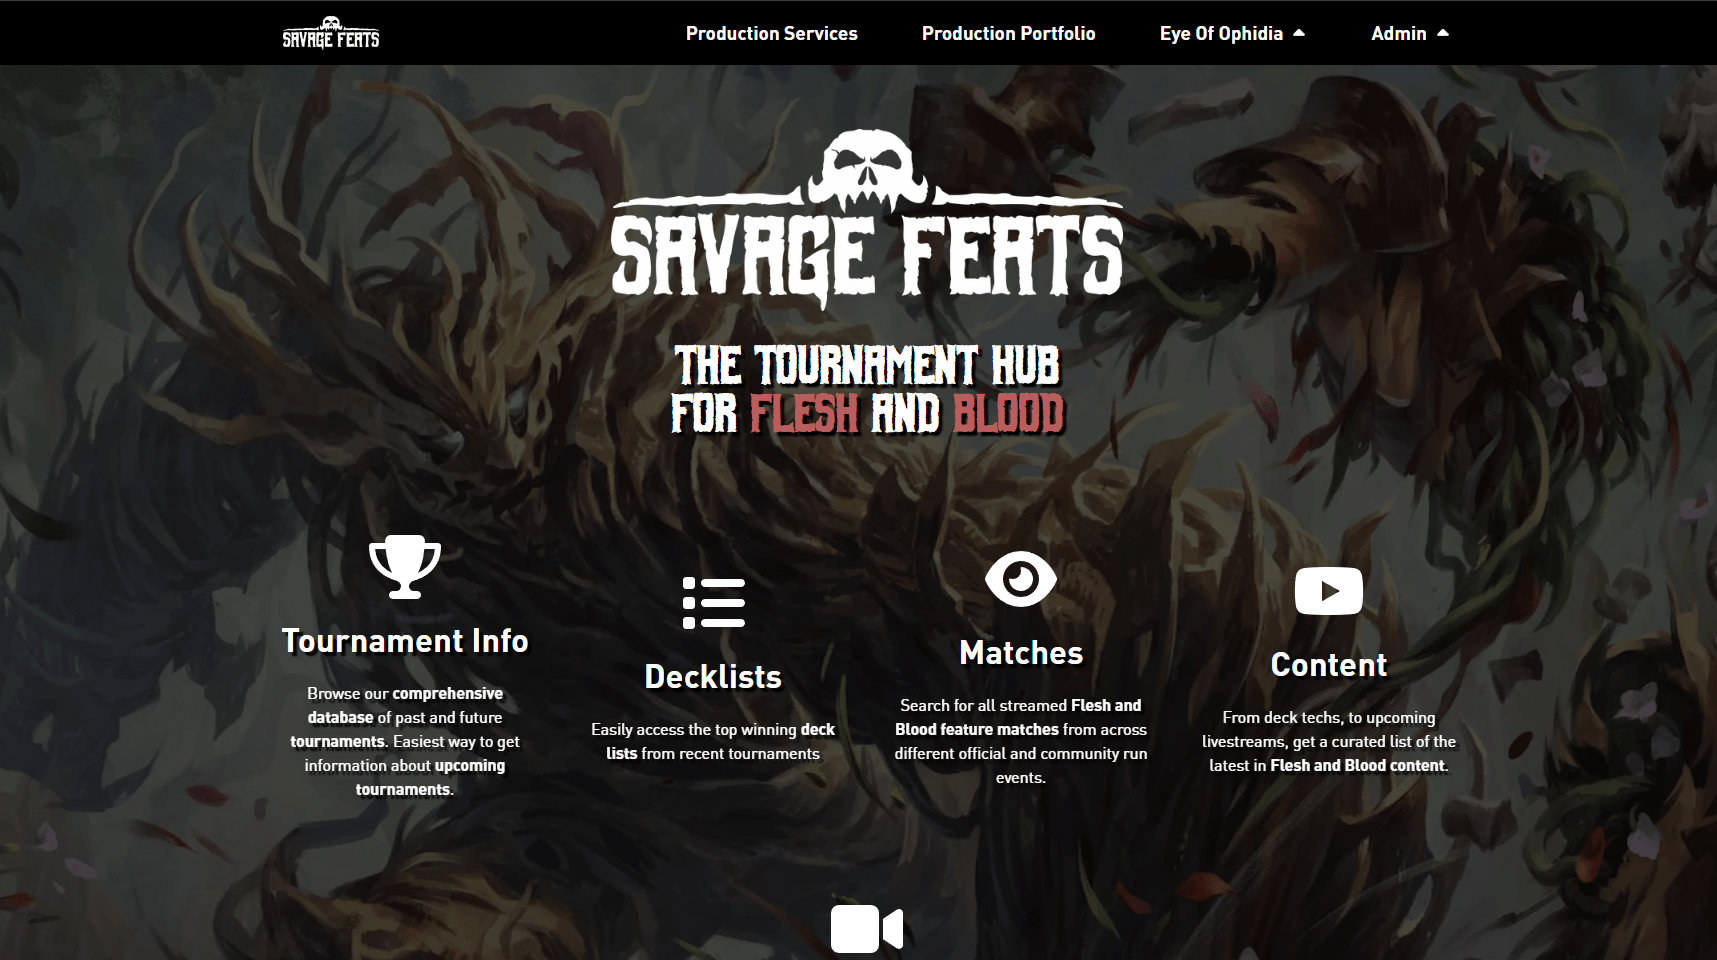 SAVAGE FEATS
Production Services
Production Portfolio
Eye Of Ophidia
Admin
SAVAGE FEATS
THE TOURNAMENT HUB
FOR FLESH AND BLOOD
Tournament Info
Browse our comprehensive
database of past and future
tournaments. Easiest way to get
information about upcoming
tournaments.
Decklists
Easily access the top winning deck
lists from recent tournaments
Matches
Search for all streamed Flesh and
Blood feature matches from across
different official and community run
events.
Content
From deck techs, to upcoming
livestreams, get a curated list of the
latest in Flesh and Blood content.